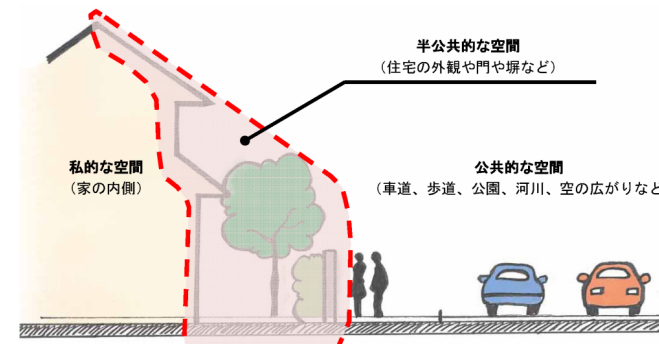 半公共的な空間
（住宅の外観や門や塀など）
私的な空間
（家の内側）
公共的な空間
（車道、歩道、公園、河川、空の広がりなど